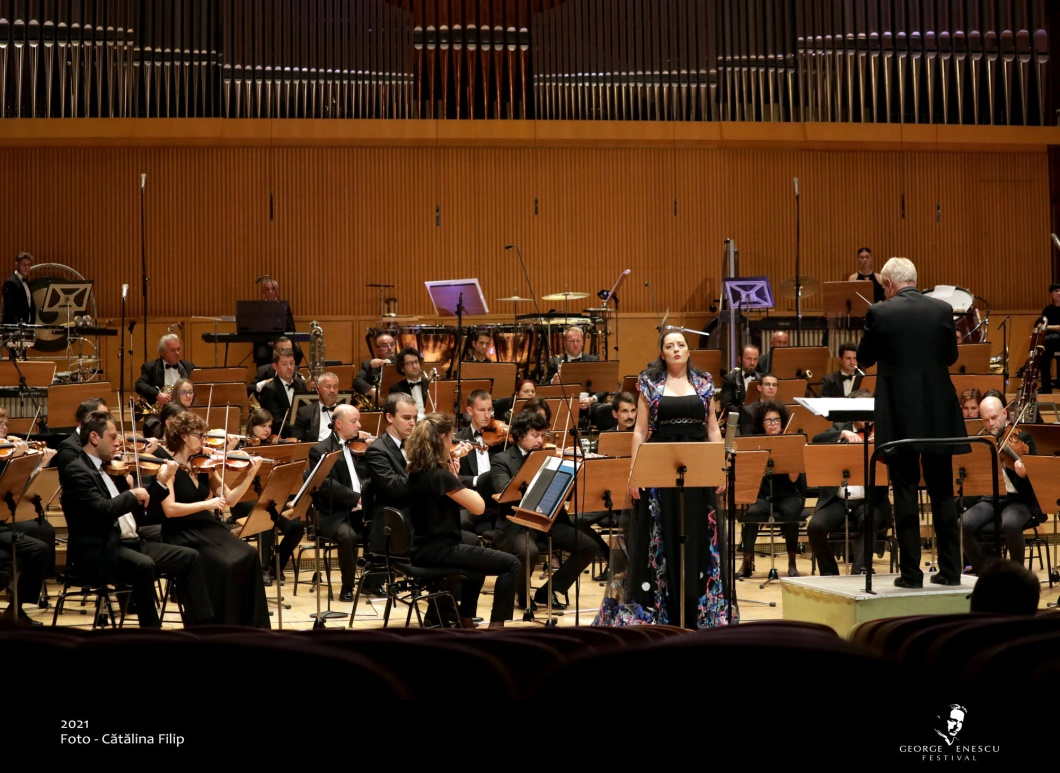 2021
Foto - Cătălina Filip
GEORGE ENESCU
FESTIVAL